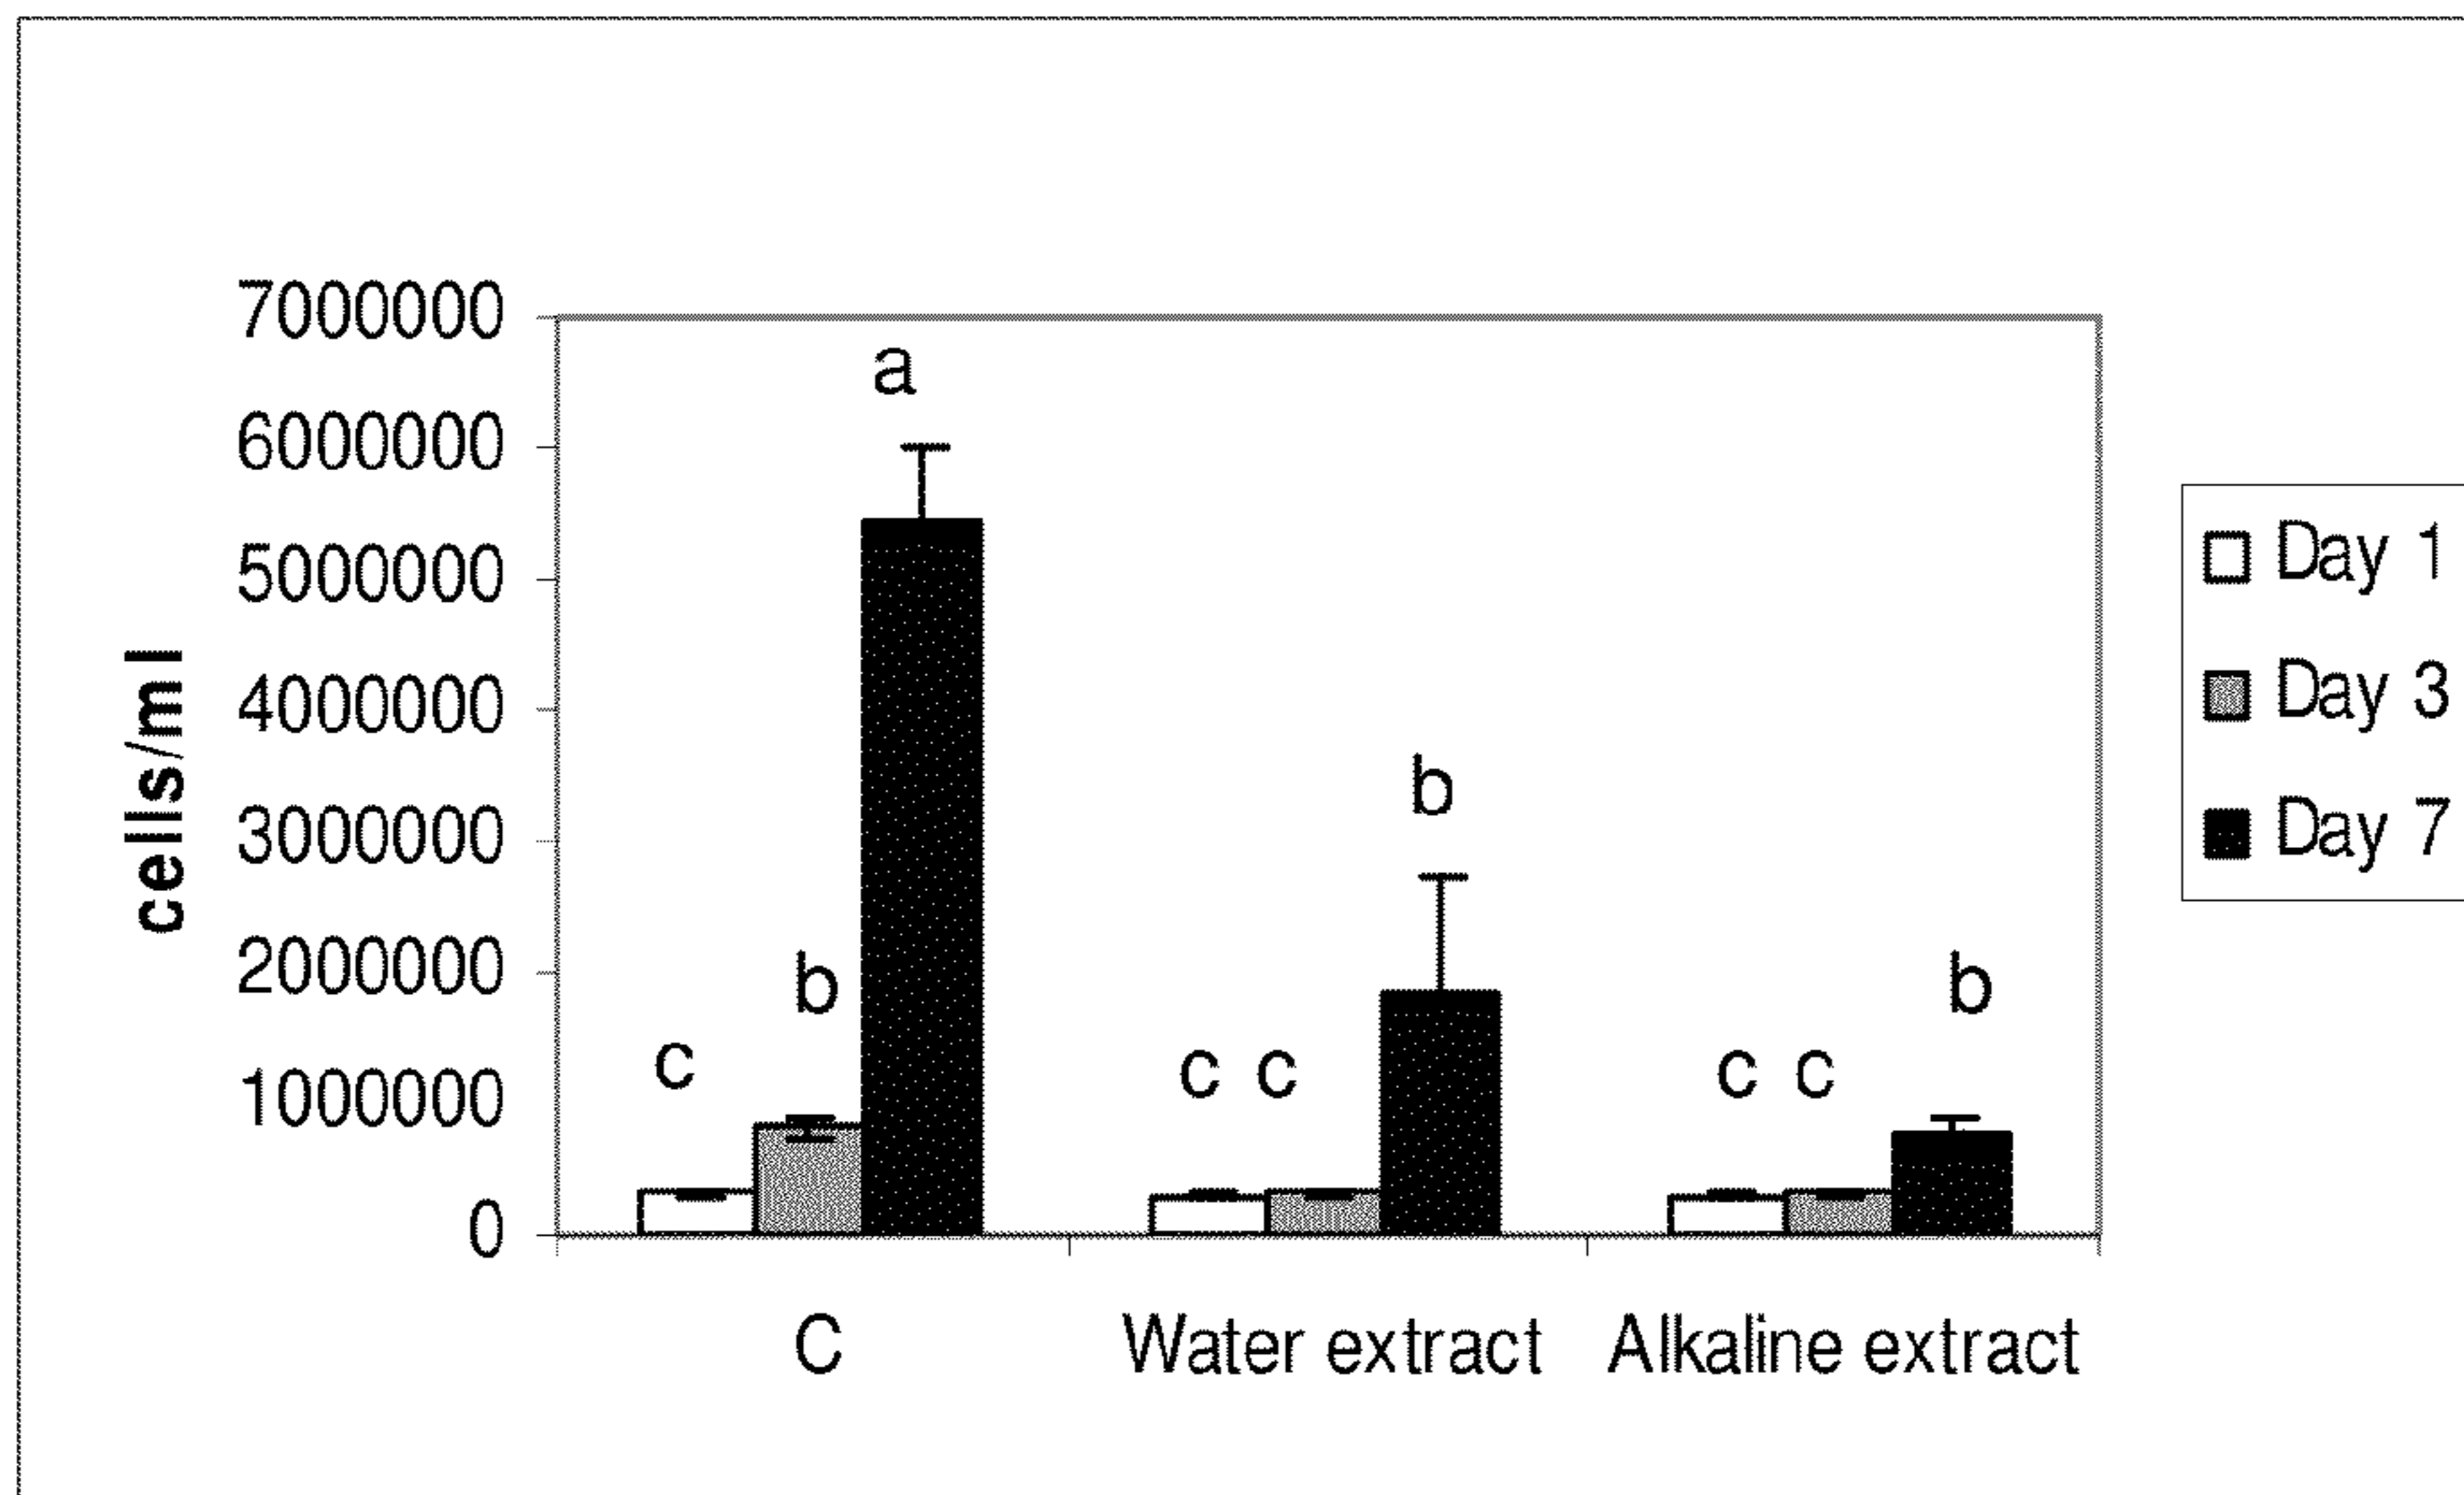 7000000
a
6000000
5000000
4000000
3000000
2000000
1000000
0
cells/ml
b
b
b
c
c c
c c
C
Water extract
Alkaline extract
Day 1
Day 3
Day 7